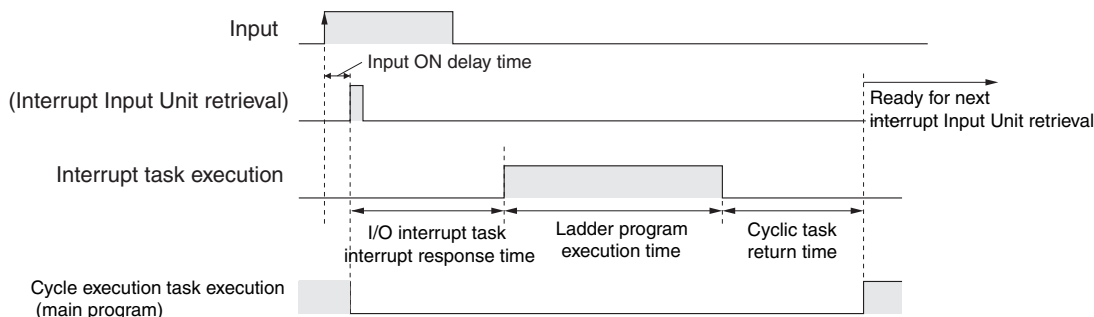 Input
Input ON delay time
(Interrupt Input Unit retrieval)
Ready for next
interrupt Input Unit retrieval
Interrupt task execution
I/O interrupt task
interrupt response time
Ladder program
execution time
Cyclic task
return time
Cycle execution task execution
(main program)